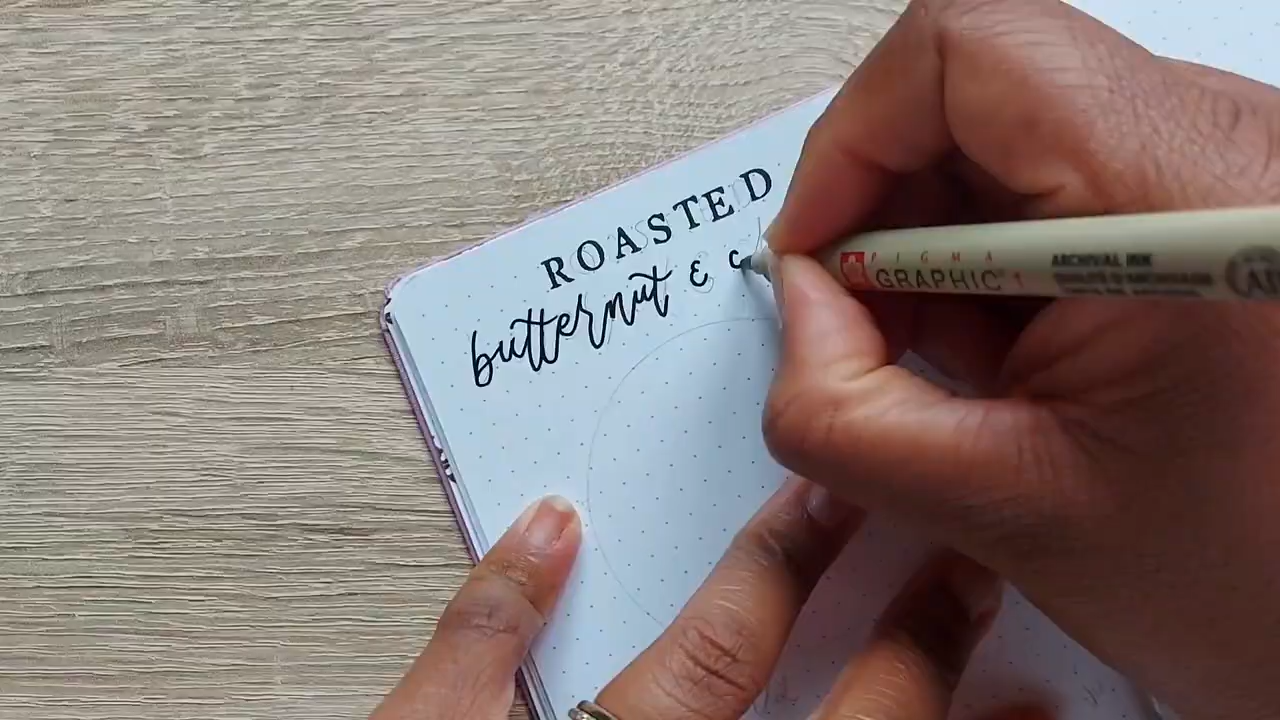 ROASTED
butternut & c
PIGMA
GRAPHIC 1
ARCHIVAL INK